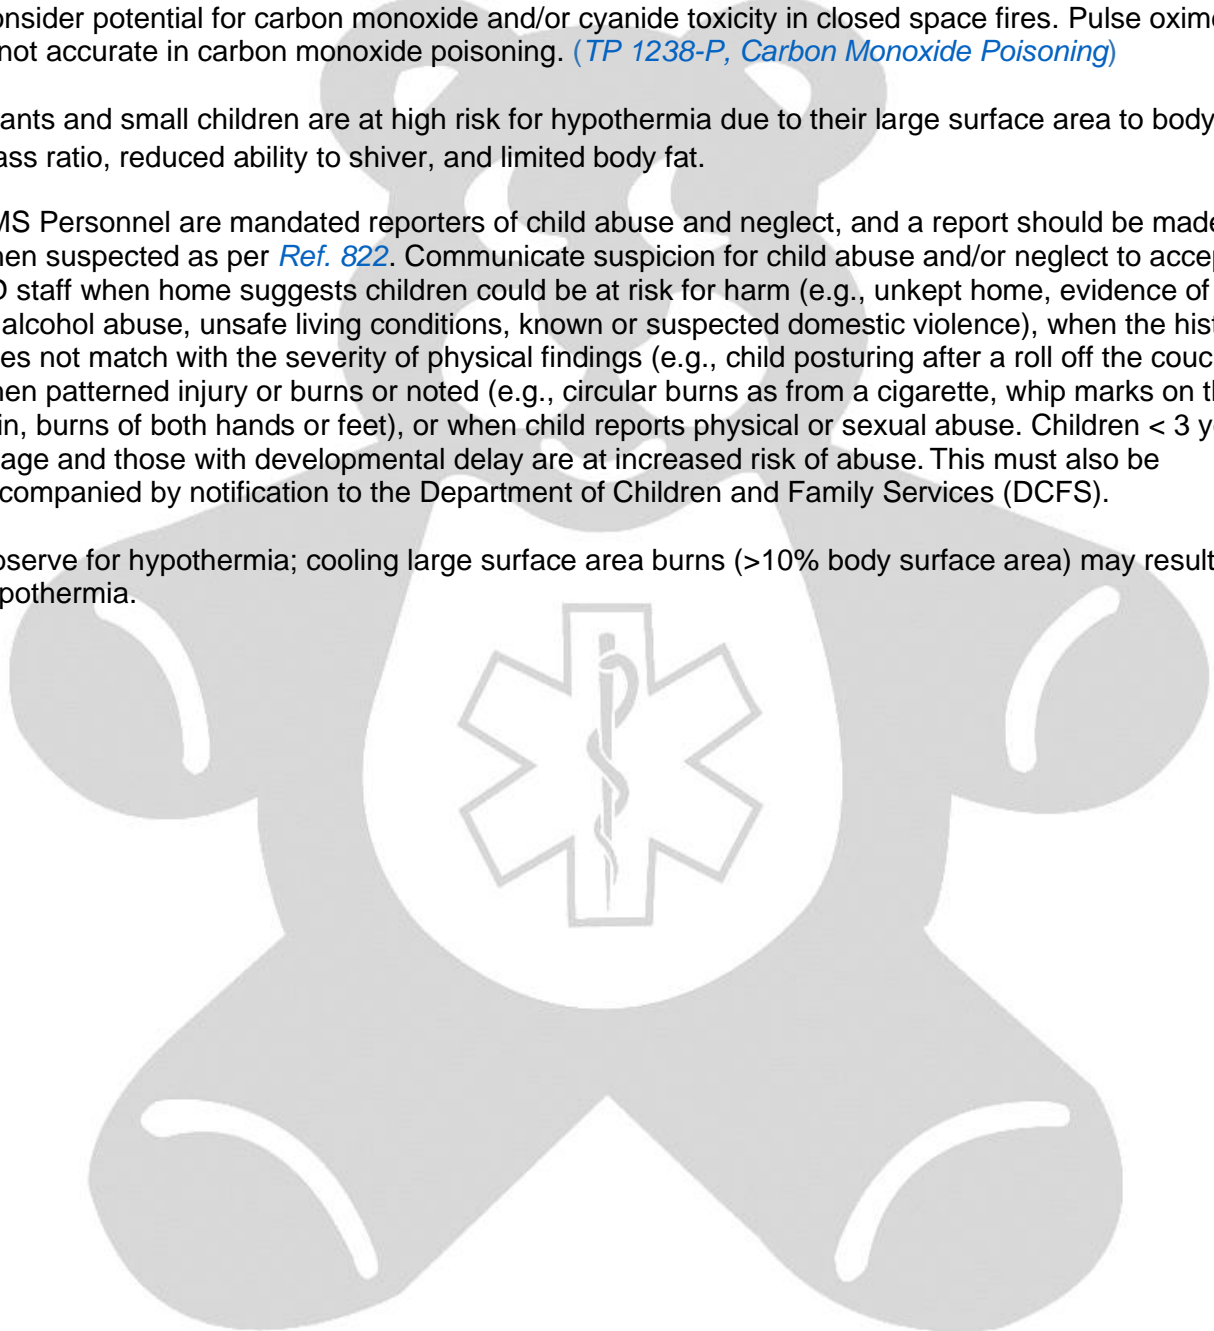 onsider potential for carbon monoxide and/or cyanide toxicity in closed space fires. Pulse oxime
not accurate in carbon monoxide poisoning. (TP 1238-P, Carbon Monoxide Poisoning)
ants and small children are at high risk for hypothermia due to their large surface area to body
ass ratio, reduced ability to shiver, and limited body fat.
MS Personnel are mandated reporters of child abuse and neglect, and a report should be made
hen suspected as per Ref. 822. Communicate suspicion for child abuse and/or neglect to accep
D staff when home suggests children could be at risk for harm (e.g., unkept home, evidence of
alcohol abuse, unsafe living conditions, known or suspected domestic violence), when the hist
es not match with the severity of physical findings (e.g., child posturing after a roll off the couc
hen patterned injury or burns or noted (e.g., circular burns as from a cigarette, whip marks on th
in, burns of both hands or feet), or when child reports physical or sexual abuse. Children < 3 ye
age and those with developmental delay are at increased risk of abuse. This must also be
companied by notification to the Department of Children and Family Services (DCFS).
bserve for hypothermia; cooling large surface area burns (>10% body surface area) may result
pothermia.